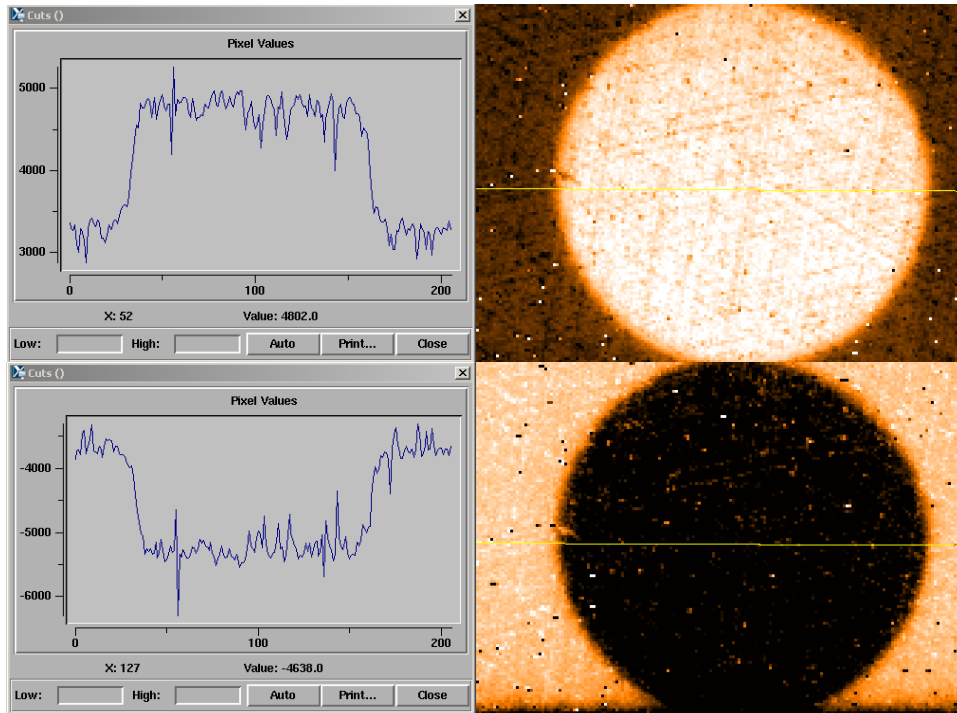 Cuts ()
Pixel Values
5000
4000
3000
0 100 200
X: 52 Value: 4802.0
Low: High: Auto Print... Close
Cuts ()
Pixel Values
-4000
-5000
-6000
0 100 200
X: 127 Value: -4638.0
Low: High: Auto Print... Close